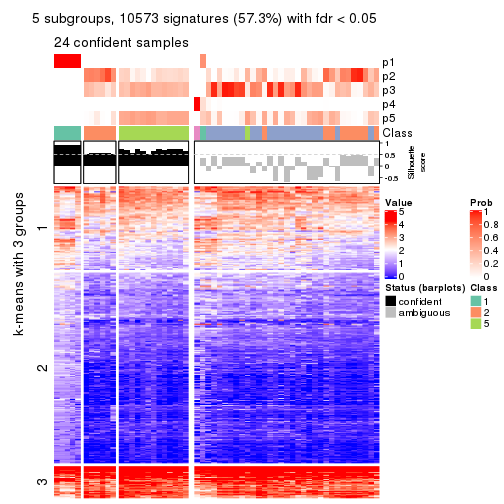 5 subgroups, 10573 signatures (57.3%) with fdr < 0.05
24 confident samples
p1
p2
p3
p4
p5
Class
1
0.5
0
-0.5
Silhouette
score
k-means with 3 groups
1
2
3
Value
5
4
3
2
1
0
Prob
1
0.8
0.6
0.4
0.2
0
Status (barplots)
confident
ambiguous
Class
1
2
5